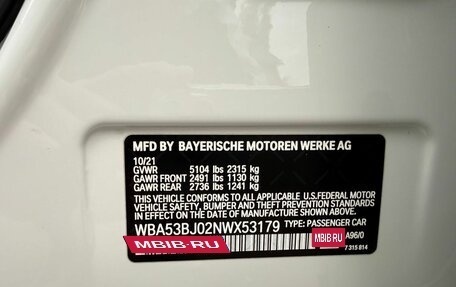 MFD BY BAYERISCHE MOTOREN WERKE AG
10/21
GVWR 5104 lbs 2315 kg
GAWR FRONT 2491 lbs 1130 kg
GAWR REAR 2736 lbs 1241 kg
THIS VEHICLE CONFORMS TO ALL APPLICABLE U.S.FEDERAL MOTOR
VEHICLE SAFETY, BUMPER, AND THEFT PREVENTION STANDARDS
IN EFFECT ON THE DATE OF MANUFACTURE SHOWN ABOVE.
WBA53BJ02NWX53179 TYPE: PASSENGER CAR
MBIB.RU MBIB.RU A96/0
7 315 814